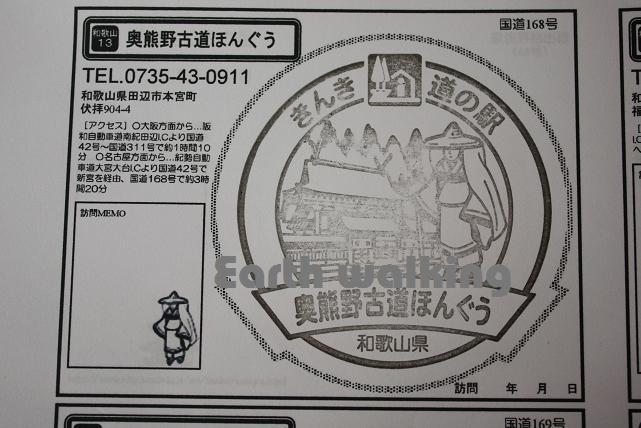 国道168号
和歌山
13
奥熊野古道ほんぐう
TEL.0735-43-0911
和歌山県田辺市本宮町
伏拝904-4
［アクセス］〇大阪方面から…阪
和自動車道南紀田辺I.Cより国道
42号～国道311号で約1時間10
分　〇名古屋方面から…紀勢自動
車道大宮大台I.Cより国道42号で
新宮を経由、国道168号で約3時
間20分
訪問MEMO
きんき 道の駅
Earth walking
奥熊野古道ほんぐう
和歌山県
訪問　年　月　日
国道169号